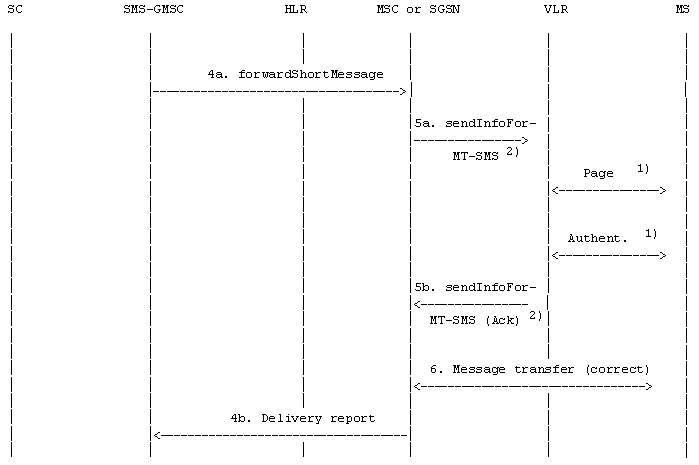 SC SMS-GMSC HLR MSC or SGSN VLR MS
4a. forwardShortMessage
5a. sendInfoFor-
MT-SMS 2)
Page 1)
Authent. 1)
5b. sendInfoFor-
MT-SMS (Ack) 2)
6. Message transfer (correct)
4b. Delivery report